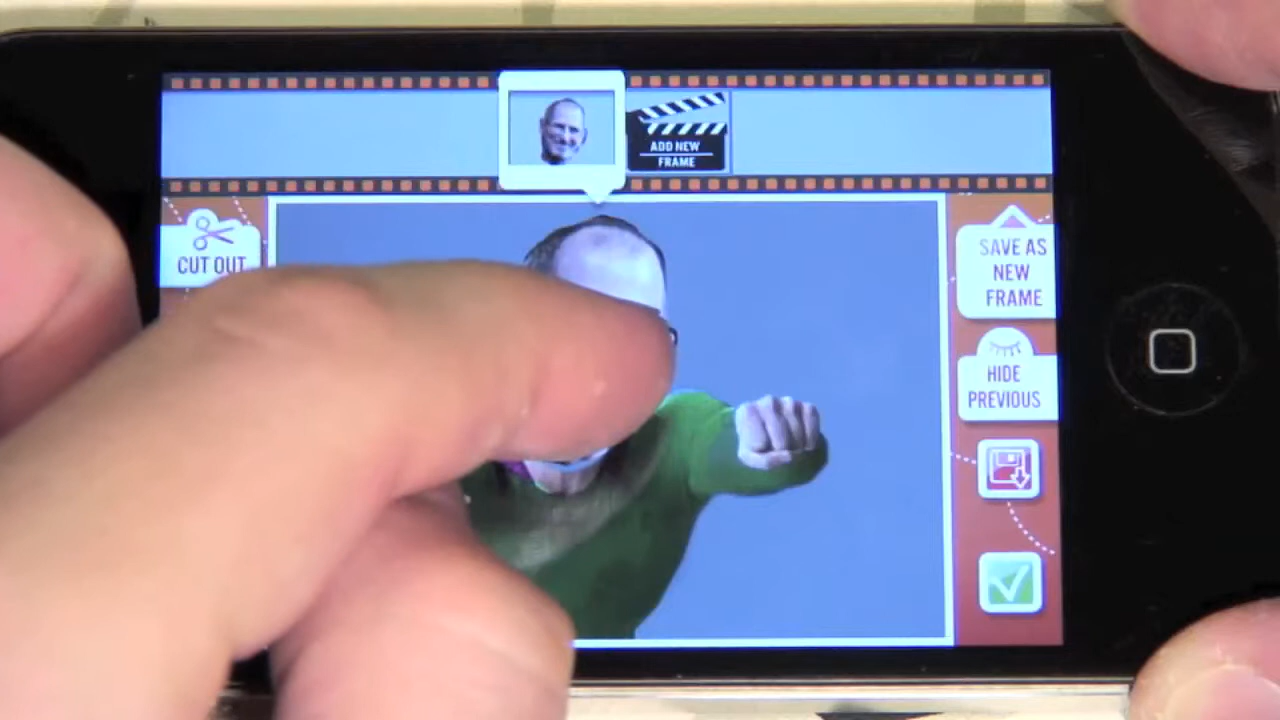 ADD NEW
FRAME
CUT OUT
SAVE AS
NEW
FRAME
HIDE
PREVIOUS